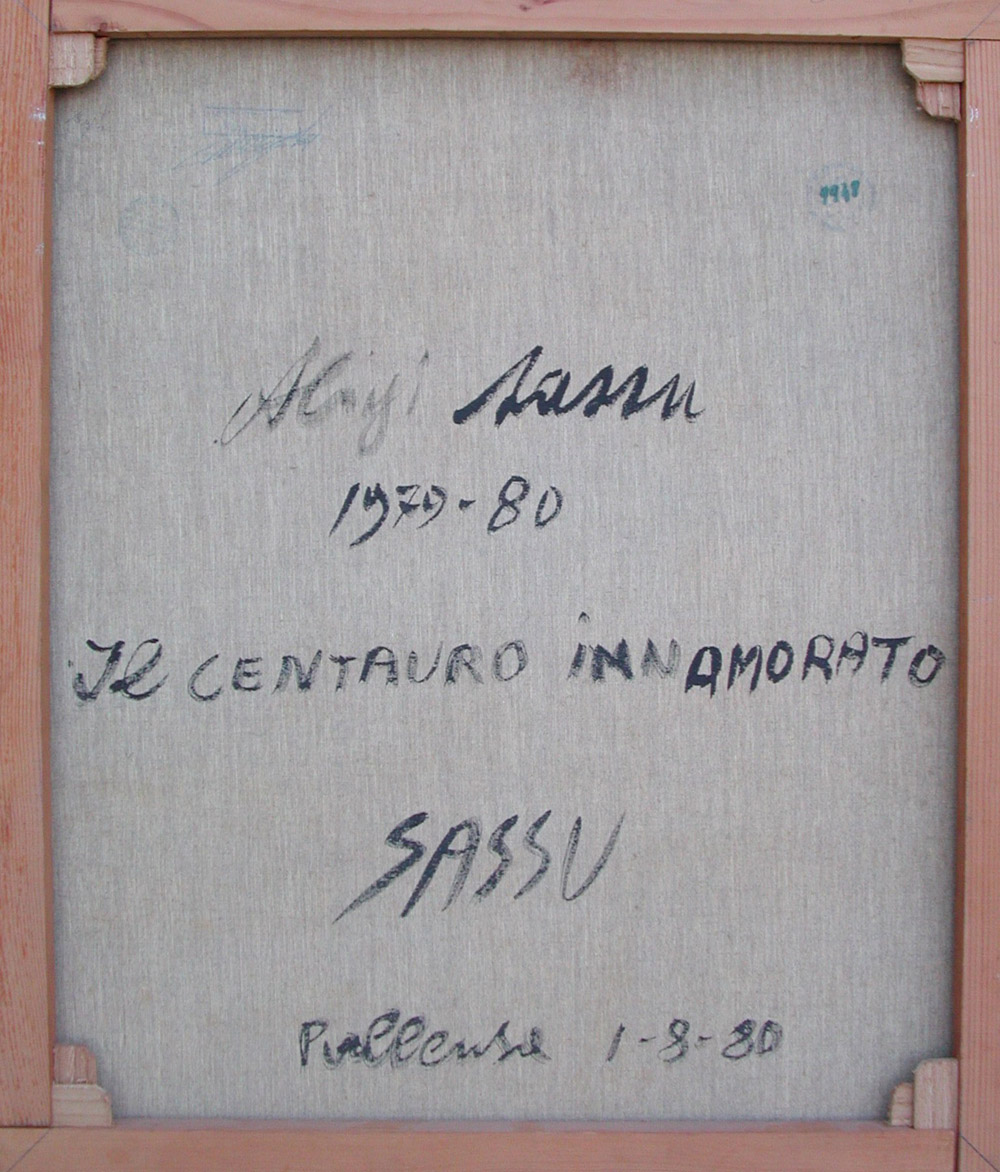 Aligi Sassu
1979-80
Il CENTAURO iNNAMORATO
SASSU
Pollensa 1-8-80